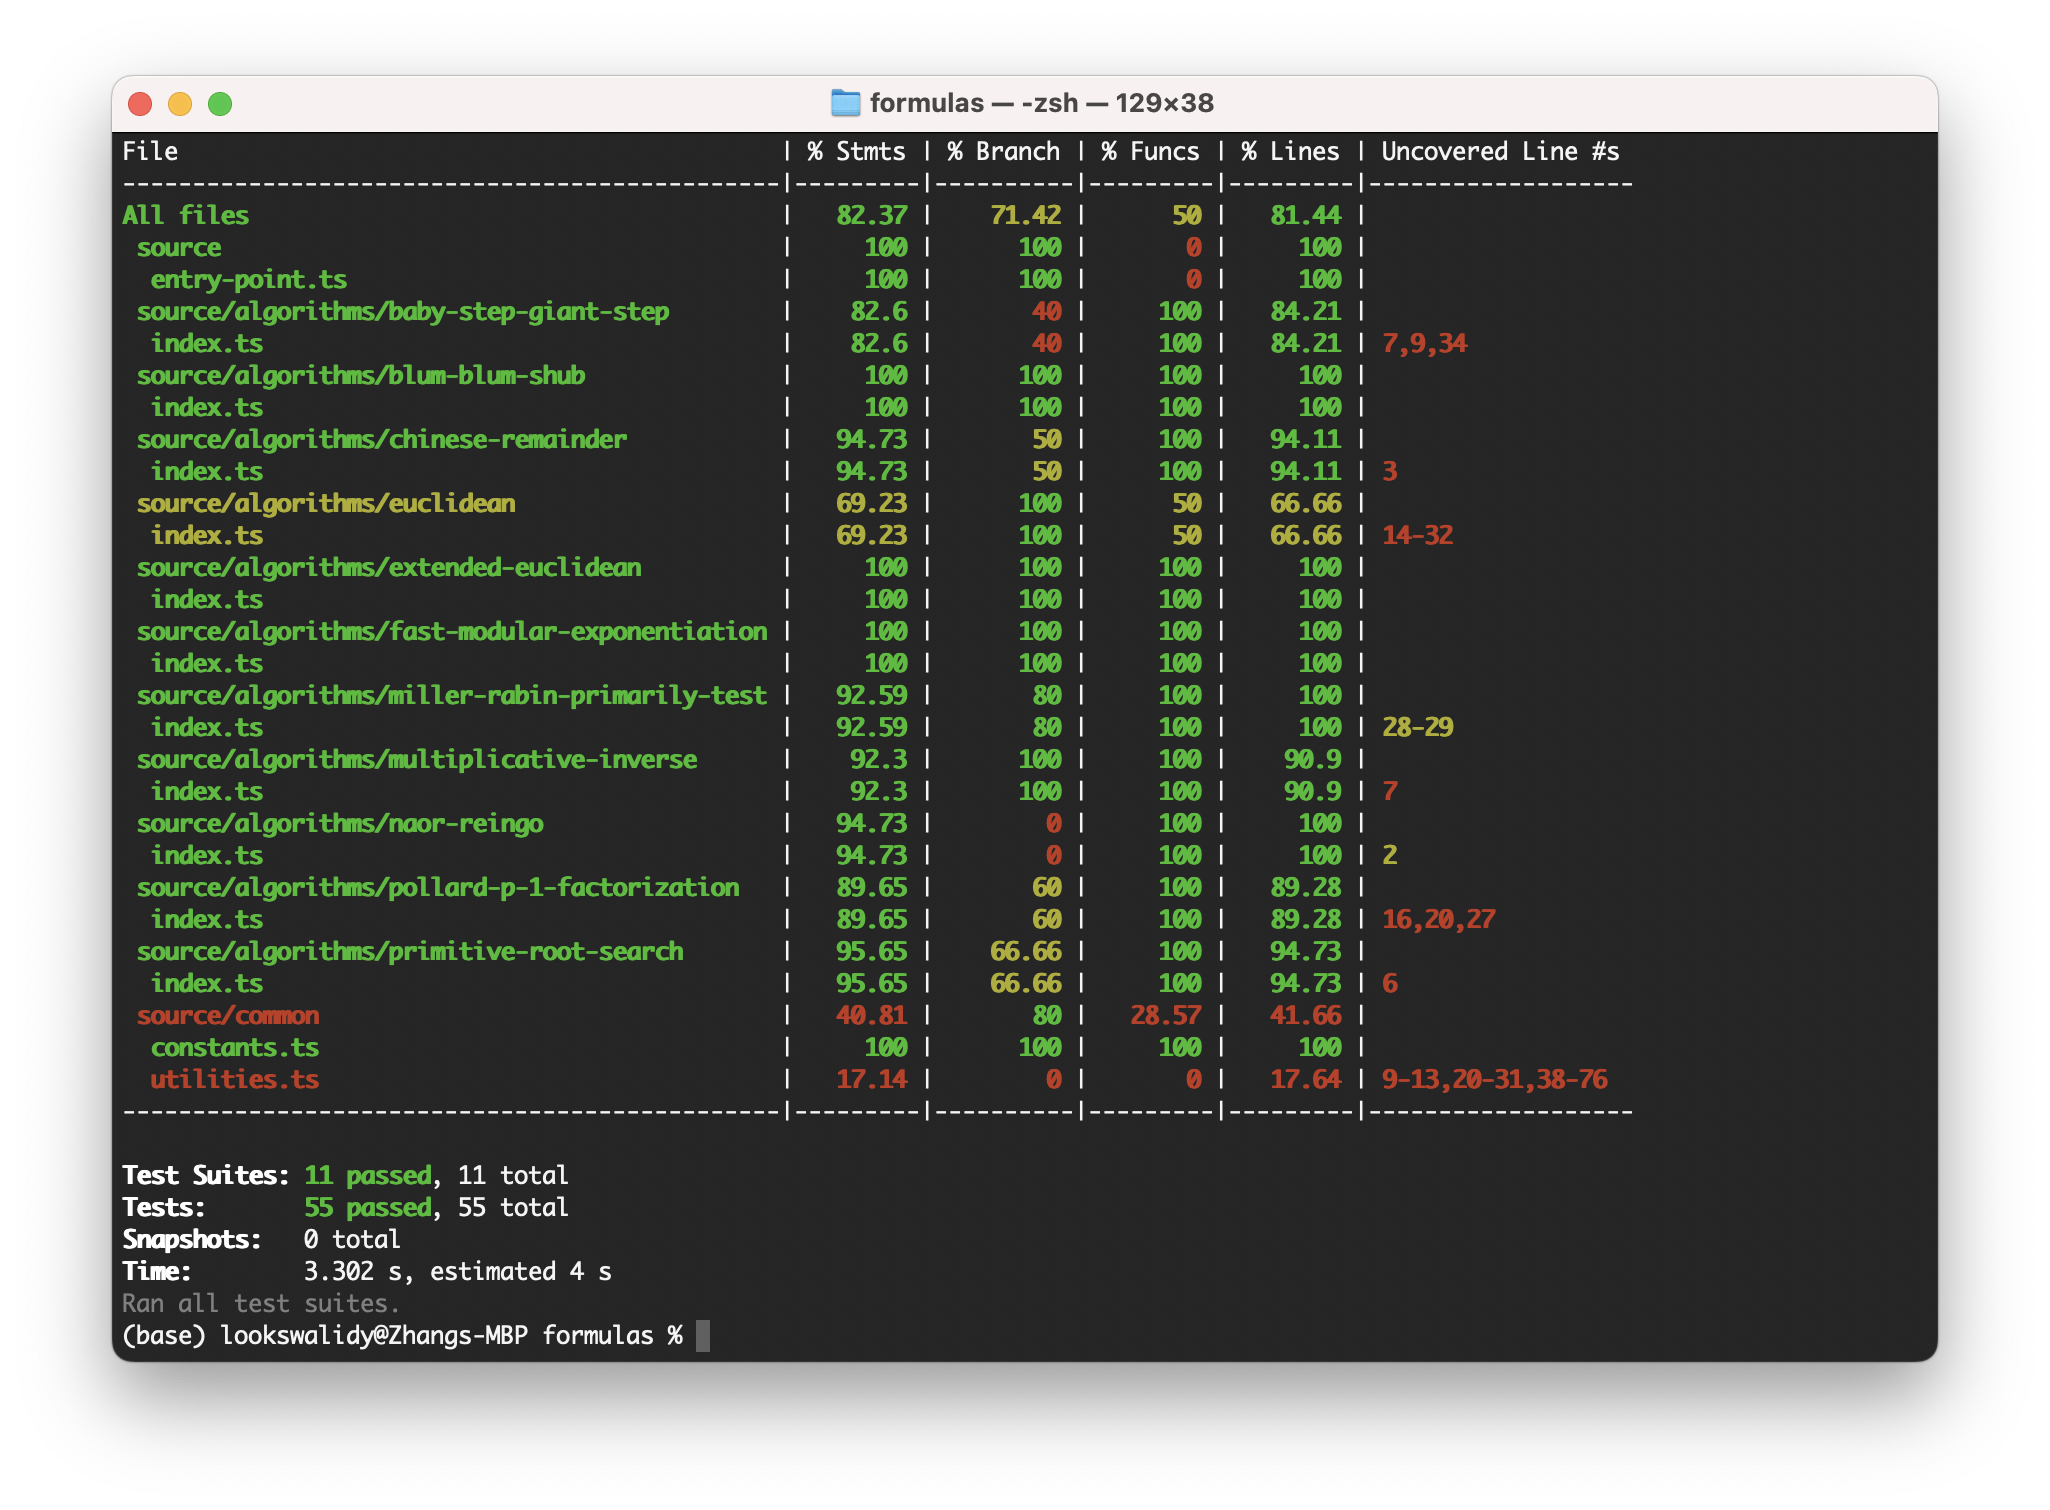 formulas — -zsh — 129×38
File                                           | % Stmts | % Branch | % Funcs | % Lines | Uncovered Line #s
-----------------------------------------------|---------|----------|---------|---------|-------------------
All files                                      |   82.37 |    71.42 |      50 |   81.44 |
 source                                        |     100 |      100 |       0 |     100 |
  entry-point.ts                               |     100 |      100 |       0 |     100 |
 source/algorithms/baby-step-giant-step        |    82.6 |       40 |     100 |   84.21 |
  index.ts                                     |    82.6 |       40 |     100 |   84.21 | 7,9,34
 source/algorithms/blum-blum-shub              |     100 |      100 |     100 |     100 |
  index.ts                                     |     100 |      100 |     100 |     100 |
 source/algorithms/chinese-remainder           |   94.73 |       50 |     100 |   94.11 |
  index.ts                                     |   94.73 |       50 |     100 |   94.11 | 3
 source/algorithms/euclidean                   |   69.23 |      100 |      50 |   66.66 |
  index.ts                                     |   69.23 |      100 |      50 |   66.66 | 14-32
 source/algorithms/extended-euclidean          |     100 |      100 |     100 |     100 |
  index.ts                                     |     100 |      100 |     100 |     100 |
 source/algorithms/fast-modular-exponentiation |     100 |      100 |     100 |     100 |
  index.ts                                     |     100 |      100 |     100 |     100 |
 source/algorithms/miller-rabin-primarily-test |   92.59 |       80 |     100 |     100 |
  index.ts                                     |   92.59 |       80 |     100 |     100 | 28-29
 source/algorithms/multiplicative-inverse      |    92.3 |      100 |     100 |    90.9 |
  index.ts                                     |    92.3 |      100 |     100 |    90.9 | 7
 source/algorithms/naor-reingo                 |   94.73 |        0 |     100 |     100 |
  index.ts                                     |   94.73 |        0 |     100 |     100 | 2
 source/algorithms/pollard-p-1-factorization   |   89.65 |       60 |     100 |   89.28 |
  index.ts                                     |   89.65 |       60 |     100 |   89.28 | 16,20,27
 source/algorithms/primitive-root-search       |   95.65 |    66.66 |     100 |   94.73 |
  index.ts                                     |   95.65 |    66.66 |     100 |   94.73 | 6
 source/common                                 |   40.81 |       80 |   28.57 |   41.66 |
  constants.ts                                 |     100 |      100 |     100 |     100 |
  utilities.ts                                 |   17.14 |        0 |       0 |   17.64 | 9-13,20-31,38-76
-----------------------------------------------|---------|----------|---------|---------|-------------------
Test Suites: 11 passed, 11 total
Tests:       55 passed, 55 total
Snapshots:   0 total
Time:        3.302 s, estimated 4 s
Ran all test suites.
(base) lookswalidy@Zhangs-MBP formulas %